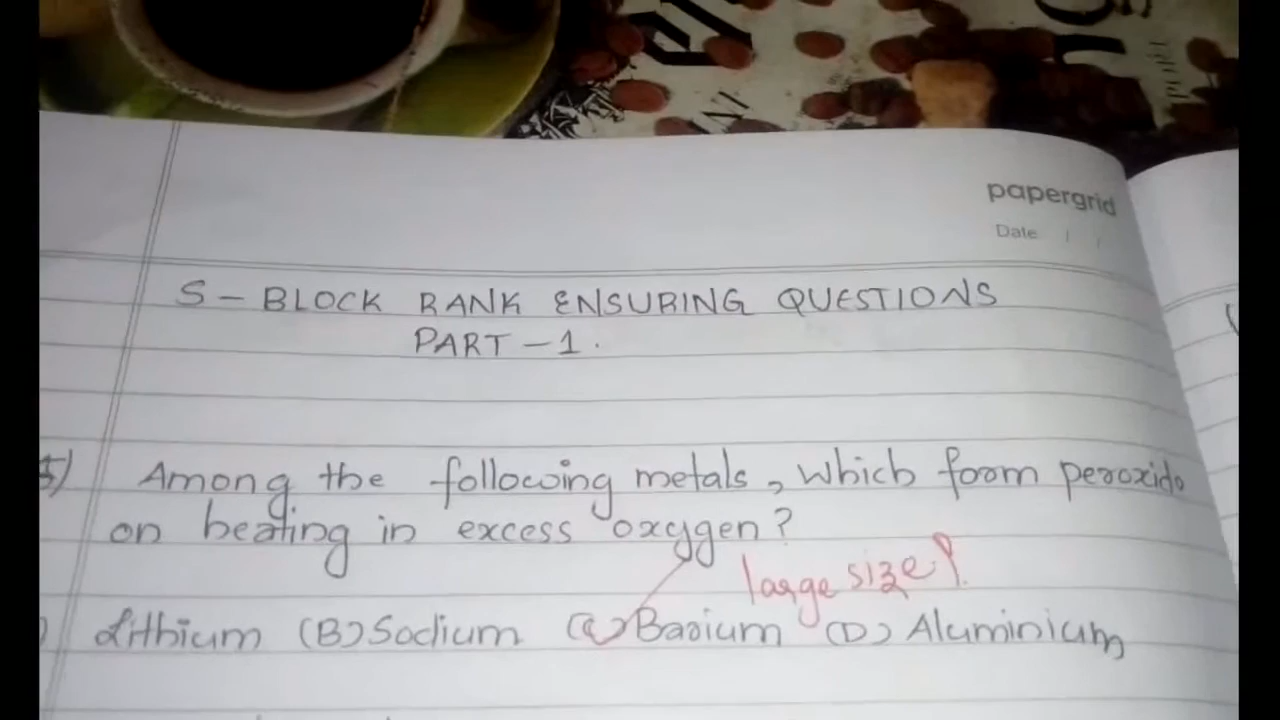 papergrid
Date / /
S - BLOCK RANK ENSURING QUESTIONS
PART - 1.
Among the following metals, which form peroxide
on heating in excess oxygen?
large size!
) Lithium (B) Sodium (C) Barium (D) Aluminium